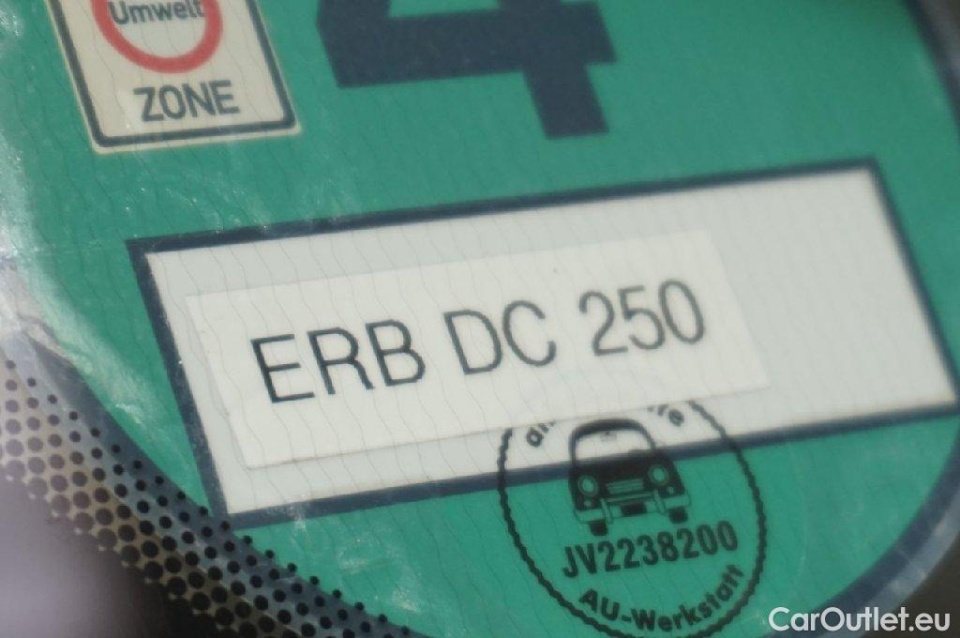 Umwelt
ZONE
4
ERB DC 250
JV2238200
AU-Werkstatt
CarOutlet.eu